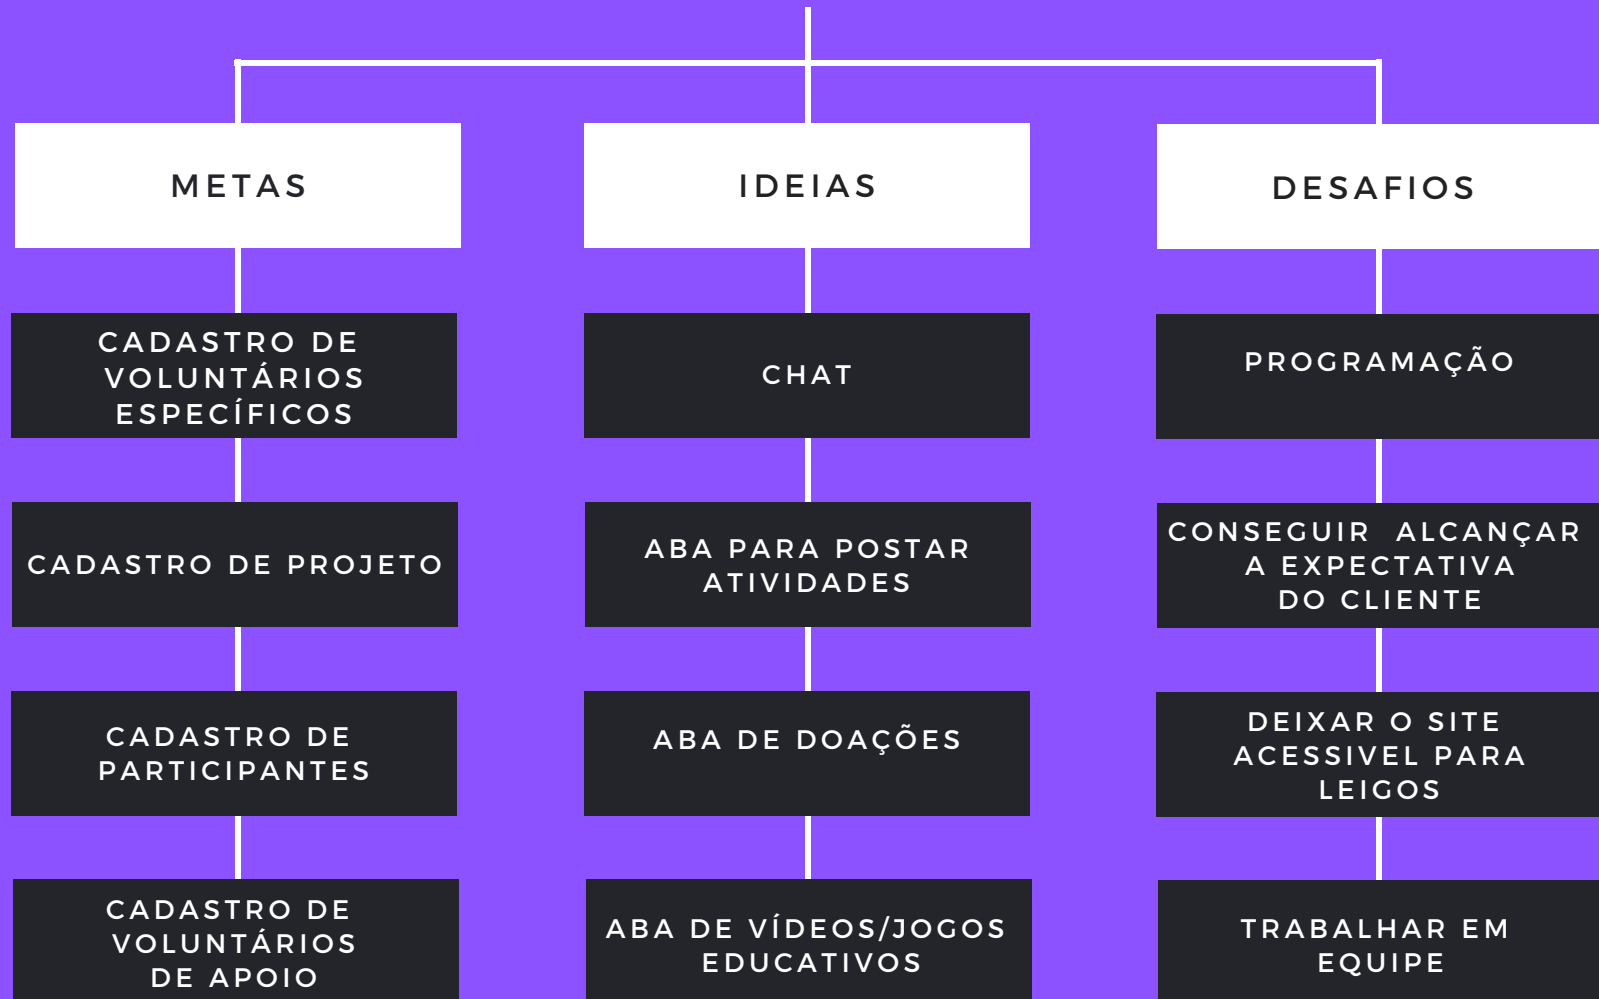 METAS
CADASTRO DE
VOLUNTÁRIOS
ESPECÍFICOS
CADASTRO DE PROJETO
CADASTRO DE
PARTICIPANTES
CADASTRO DE
VOLUNTÁRIOS
DE APOIO
IDEIAS
CHAT
ABA PARA POSTAR
ATIVIDADES
ABA DE DOAÇÕES
ABA DE VÍDEOS/JOGOS
EDUCATIVOS
DESAFIOS
PROGRAMAÇÃO
CONSEGUIR ALCANÇAR
A EXPECTATIVA
DO CLIENTE
DEIXAR O SITE
ACESSIVEL PARA
LEIGOS
TRABALHAR EM
EQUIPE